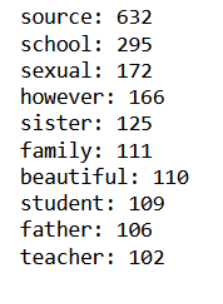 source: 632
school: 295
sexual: 172
however: 166
sister: 125
family: 111
beautiful: 110
student: 109
father: 106
teacher: 102